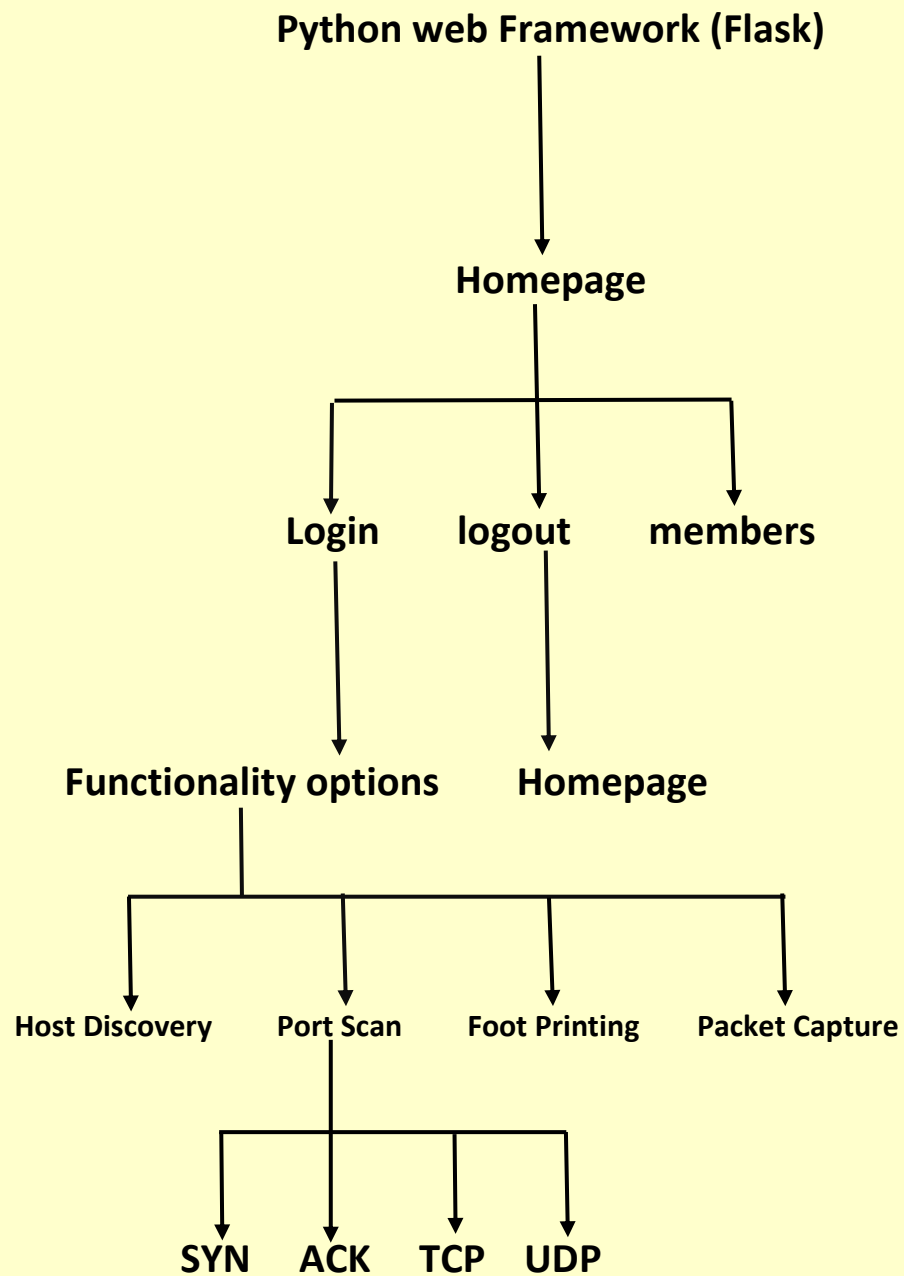 Python web Framework (Flask)
Homepage
Login logout members
Functionality options Homepage
Host Discovery Port Scan Foot Printing Packet Capture
SYN ACK TCP UDP